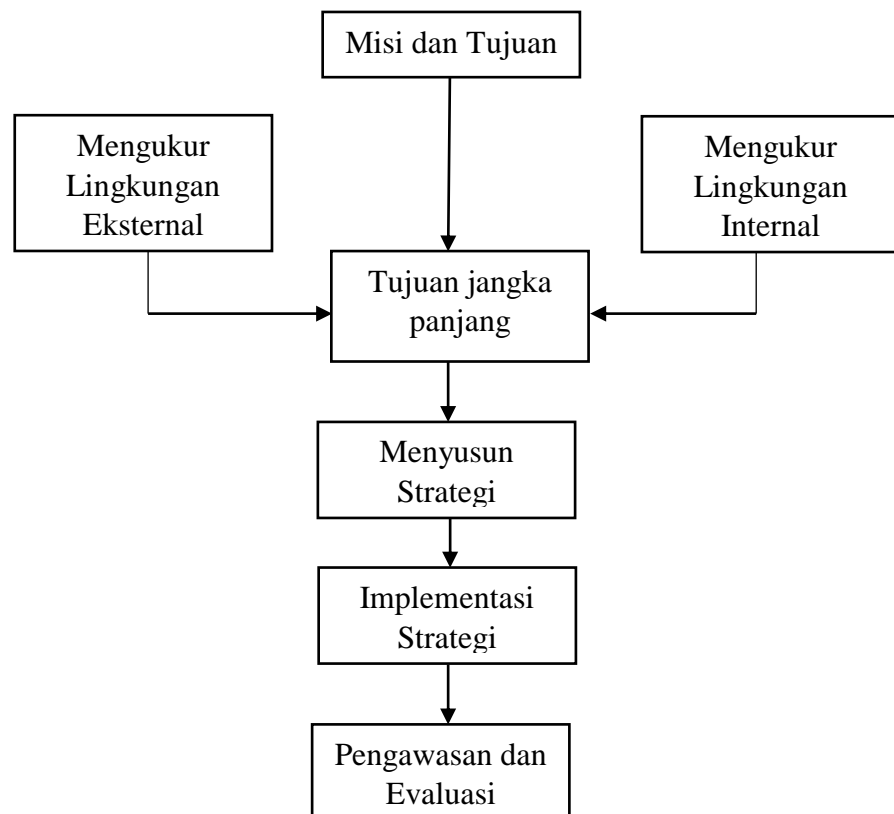 Misi dan Tujuan
Mengukur
Lingkungan
Eksternal
Mengukur
Lingkungan
Internal
Tujuan jangka
panjang
Menyusun
Strategi
Implementasi
Strategi
Pengawasan dan
Evaluasi